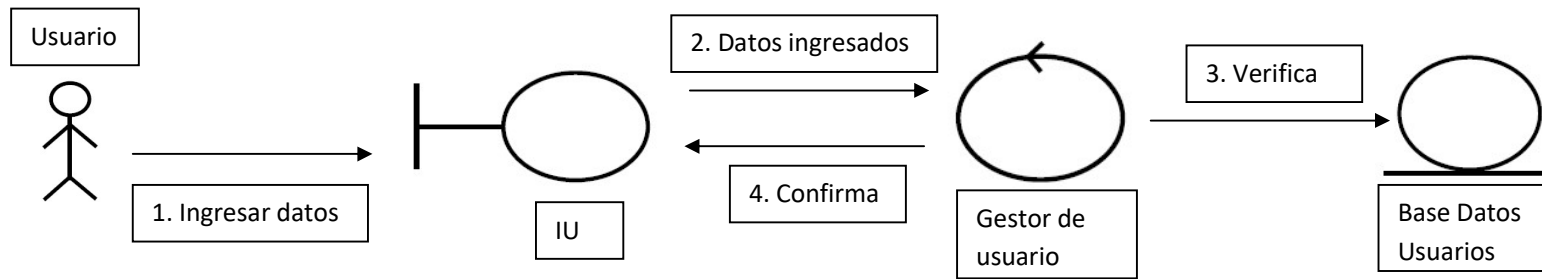 Usuario
1. Ingresar datos
IU
2. Datos ingresados
4. Confirma
Gestor de
usuario
3. Verifica
Base Datos
Usuarios